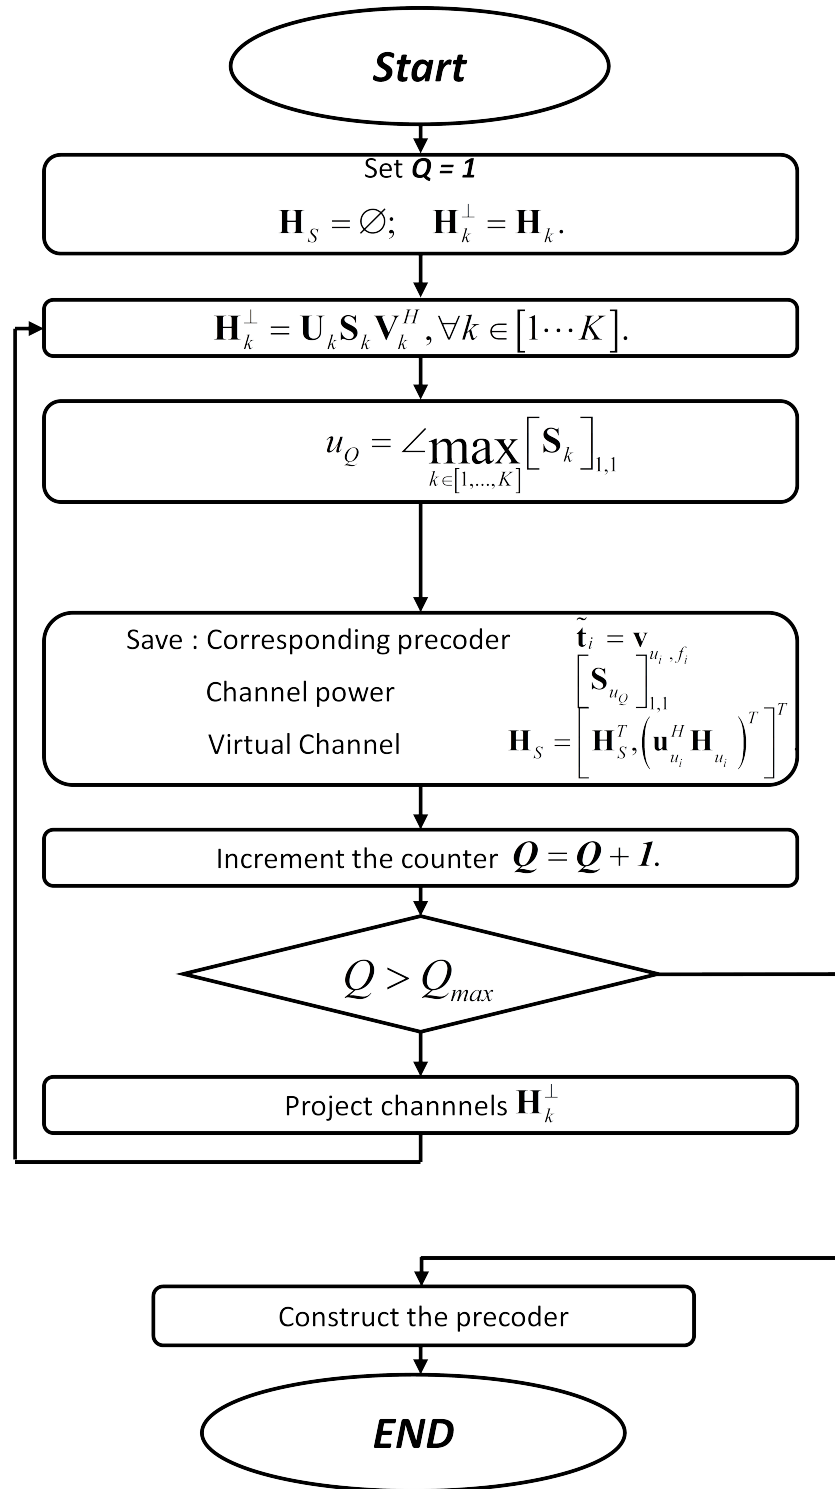 Start
Set Q = 1
H_S = ∅; H_k^⊥ = H_k.
H_k^⊥ = U_k S_k V_k^H, ∀k ∈ [1⋯K].
u_Q = ∠ max_{k∈[1,...,K]} [S_k]_{1,1}
Save : Corresponding precoder t̃_i = v_{u_i, f_i}
Channel power [S_{u_Q}]_{1,1}
Virtual Channel H_S = [H_S^T, (u_{u_i}^H H_{u_i})^T]^T
Increment the counter Q = Q + 1.
Q > Q_max
Project channnels H_k^⊥
Construct the precoder
END